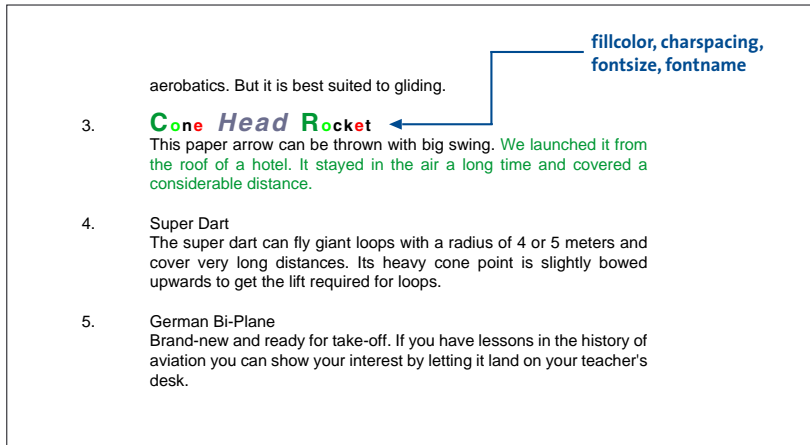 fillcolor, charspacing,
fontsize, fontname
aerobatics. But it is best suited to gliding.
3. Cone Head Rocket
This paper arrow can be thrown with big swing. We launched it from
the roof of a hotel. It stayed in the air a long time and covered a
considerable distance.
4. Super Dart
The super dart can fly giant loops with a radius of 4 or 5 meters and
cover very long distances. Its heavy cone point is slightly bowed
upwards to get the lift required for loops.
5. German Bi-Plane
Brand-new and ready for take-off. If you have lessons in the history of
aviation you can show your interest by letting it land on your teacher's
desk.